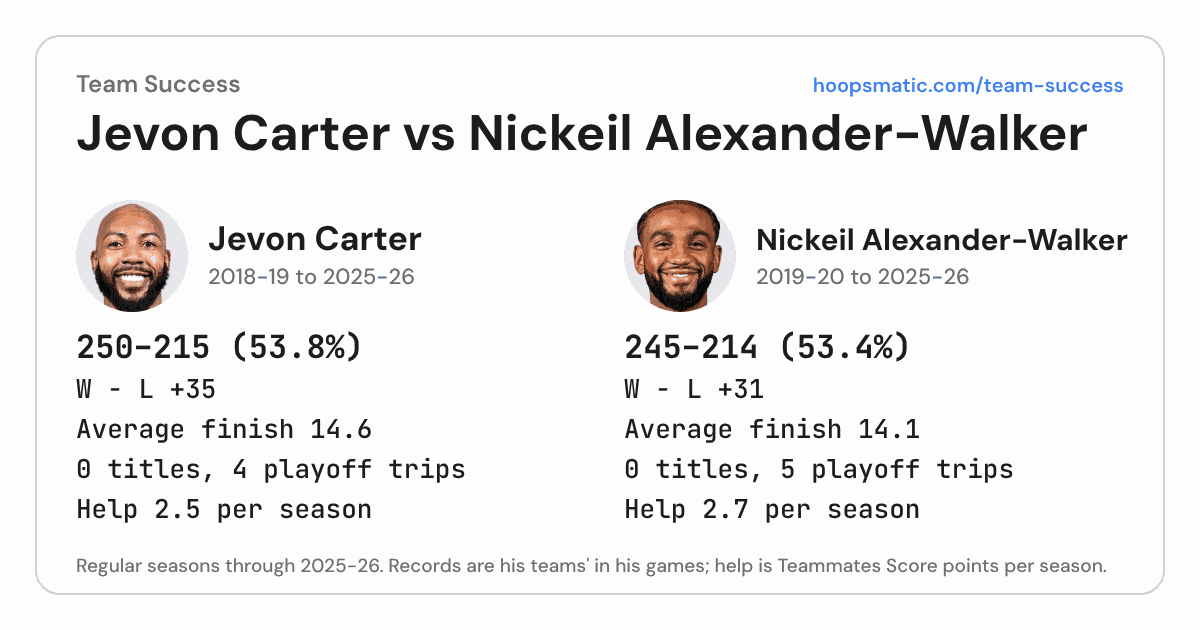 Team Success
hoopsmatic.com/team-success
Jevon Carter vs Nickeil Alexander-Walker
Jevon Carter
2018-19 to 2025-26
250-215 (53.8%)
W - L +35
Average finish 14.6
0 titles, 4 playoff trips
Help 2.5 per season
Nickeil Alexander-Walker
2019-20 to 2025-26
245-214 (53.4%)
W - L +31
Average finish 14.1
0 titles, 5 playoff trips
Help 2.7 per season
Regular seasons through 2025-26. Records are his teams' in his games; help is Teammates Score points per season.